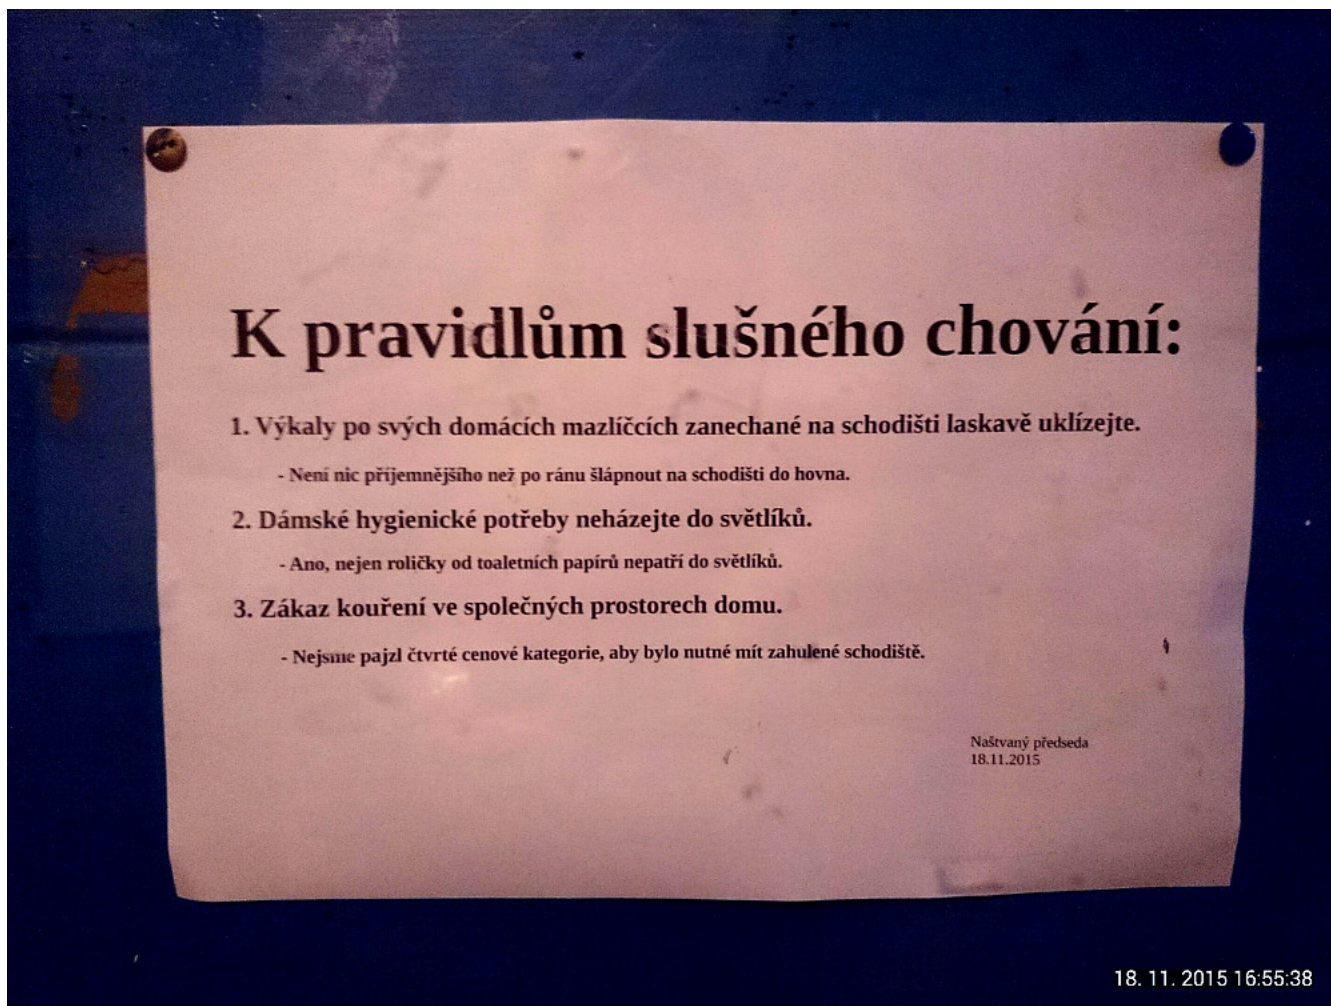 K pravidlům slušného chování:
1. Výkaly po svých domácích mazlíčcích zanechané na schodišti laskavě uklízejte.
- Není nic příjemnějšího než po ránu šlápnout na schodišti do hovna.
2. Dámské hygienické potřeby neházejte do světlíků.
- Ano, nejen roličky od toaletních papírů nepatří do světlíků.
3. Zákaz kouření ve společných prostorech domu.
- Nejsme pajzl čtvrté cenové kategorie, aby bylo nutné mít zahulené schodiště.
Naštvaný předseda
18.11.2015
18. 11. 2015 16:55:38